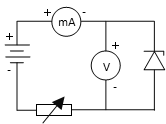 + mA -
+ +
V
- -